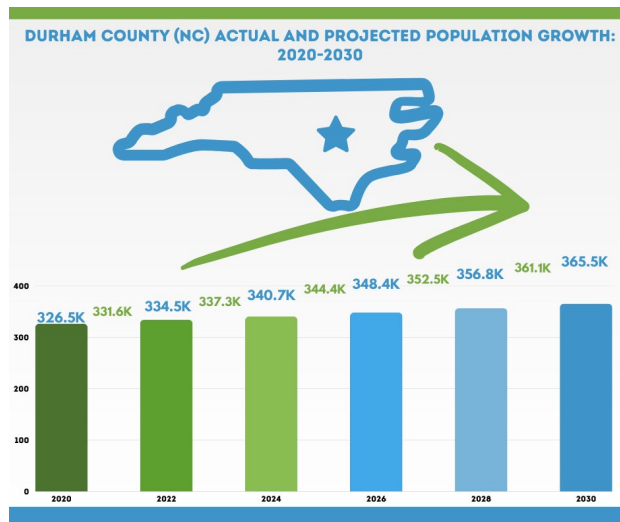 DURHAM COUNTY (NC) ACTUAL AND PROJECTED POPULATION GROWTH:
2020-2030
326.5K 331.6K 334.5K 337.3K 340.7K 344.4K 348.4K 352.5K 356.8K 361.1K 365.5K
400
300
200
100
0
2020 2022 2024 2026 2028 2030